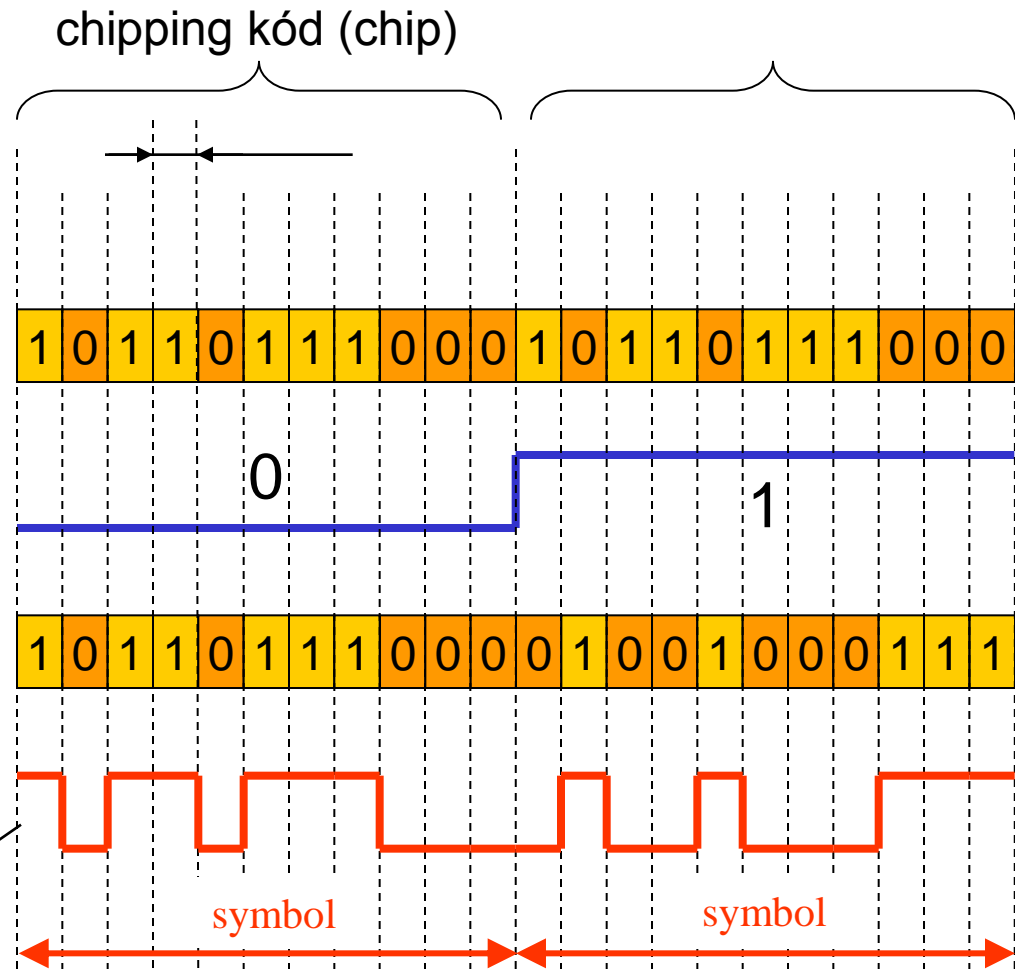 chipping kód (chip)
1 0 1 1 0 1 1 1 0 0 0 1 0 1 1 0 1 1 1 0 0 0
0
1
1 0 1 1 0 1 1 1 0 0 0 0 1 0 0 1 0 0 0 1 1 1
symbol symbol